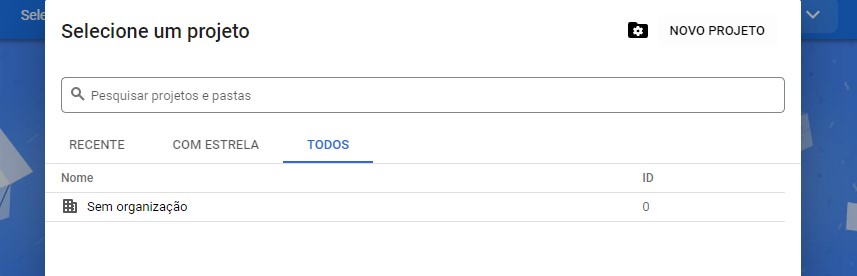 Sele
Selecione um projeto
NOVO PROJETO
Pesquisar projetos e pastas
RECENTE COM ESTRELA TODOS
Nome ID
Sem organização 0